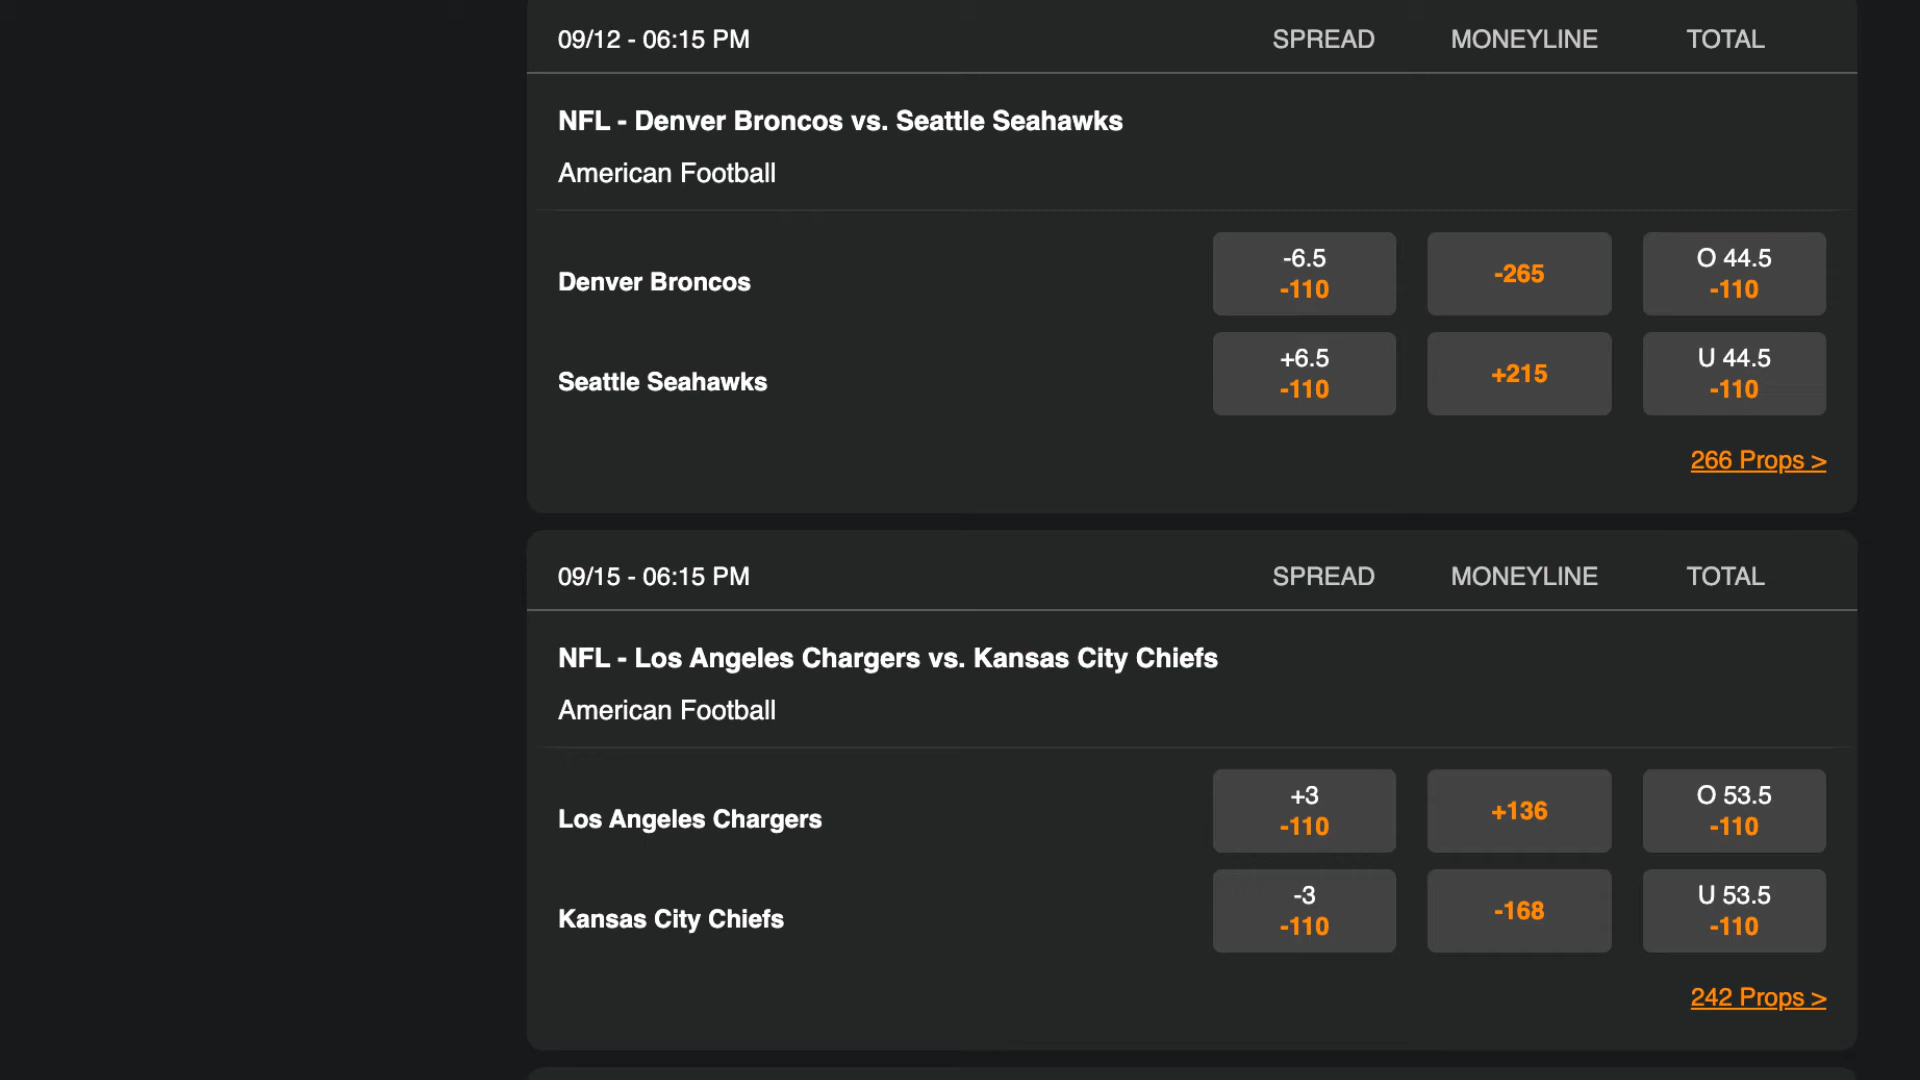 09/12 - 06:15 PM SPREAD MONEYLINE TOTAL
NFL - Denver Broncos vs. Seattle Seahawks
American Football
-6.5 O 44.5
Denver Broncos -110 -265 -110
+6.5 U 44.5
Seattle Seahawks -110 +215 -110
266 Props >
09/15 - 06:15 PM SPREAD MONEYLINE TOTAL
NFL - Los Angeles Chargers vs. Kansas City Chiefs
American Football
+3 O 53.5
Los Angeles Chargers -110 +136 -110
-3 U 53.5
Kansas City Chiefs -110 -168 -110
242 Props >